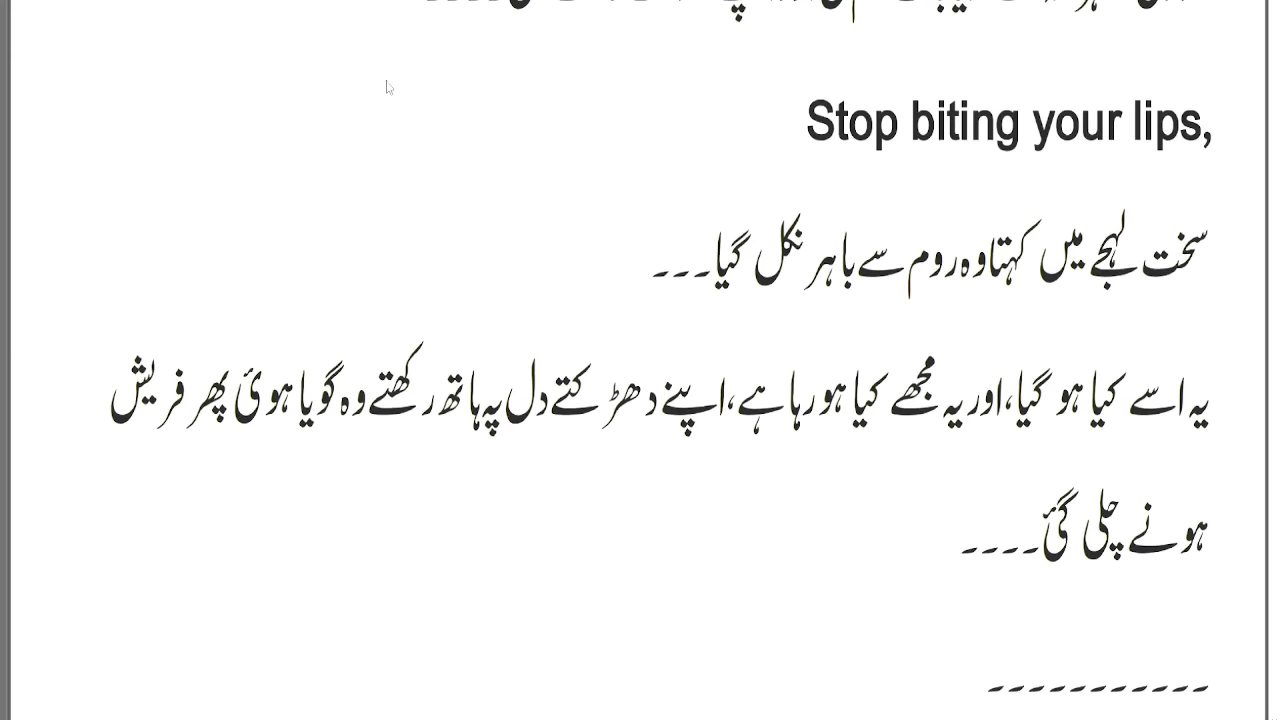 Stop biting your lips,
سخت لہجے میں کہتا وہ روم سے باہر نکل گیا۔۔۔
یہ اسے کیا ہو گیا، اور یہ مجھے کیا ہو رہا ہے، اپنے دھڑکتے دل پہ ہاتھ رکھتے وہ گویا ہوئ پھر فریش
ہونے چلی گئ۔۔۔۔
۔۔۔۔۔۔۔۔۔۔۔